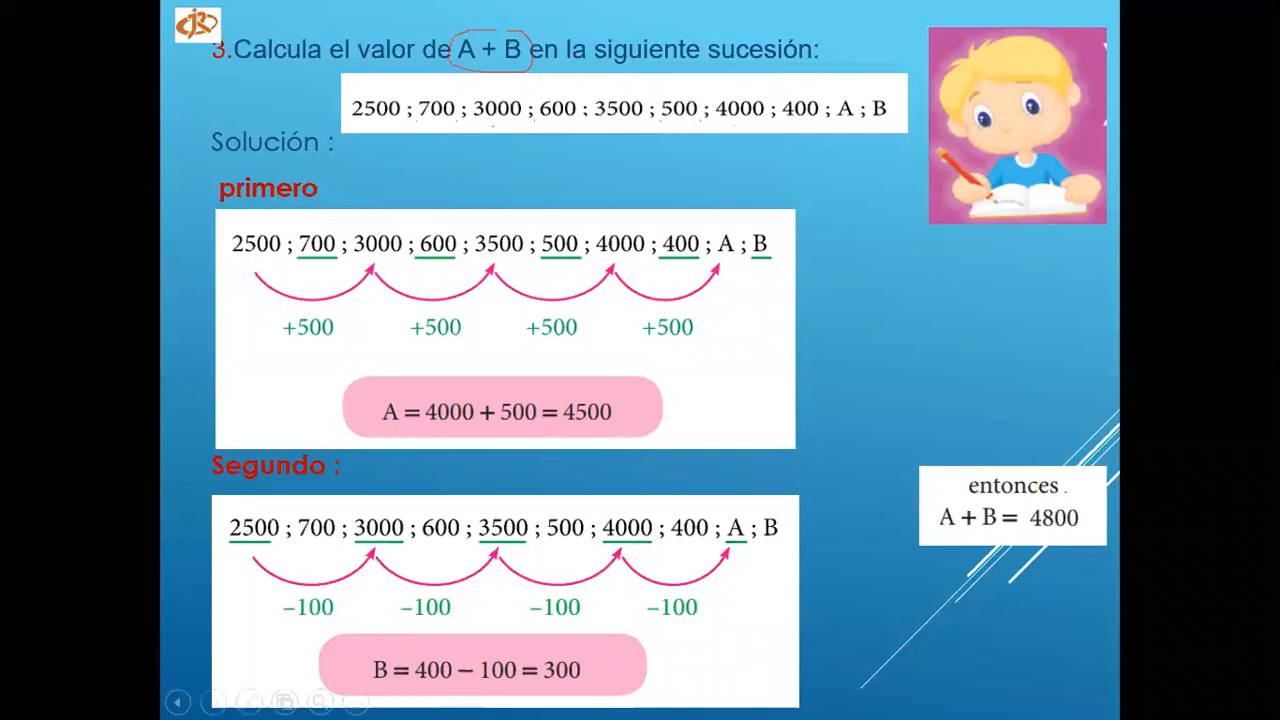 3.Calcula el valor de A + B en la siguiente sucesión:
2500 ; 700 ; 3000 ; 600 ; 3500 ; 500 ; 4000 ; 400 ; A ; B
Solución :
primero
2500 ; 700 ; 3000 ; 600 ; 3500 ; 500 ; 4000 ; 400 ; A ; B
+500 +500 +500 +500
A = 4000 + 500 = 4500
Segundo :
2500 ; 700 ; 3000 ; 600 ; 3500 ; 500 ; 4000 ; 400 ; A ; B
–100 –100 –100 –100
B = 400 – 100 = 300
entonces .
A + B = 4800